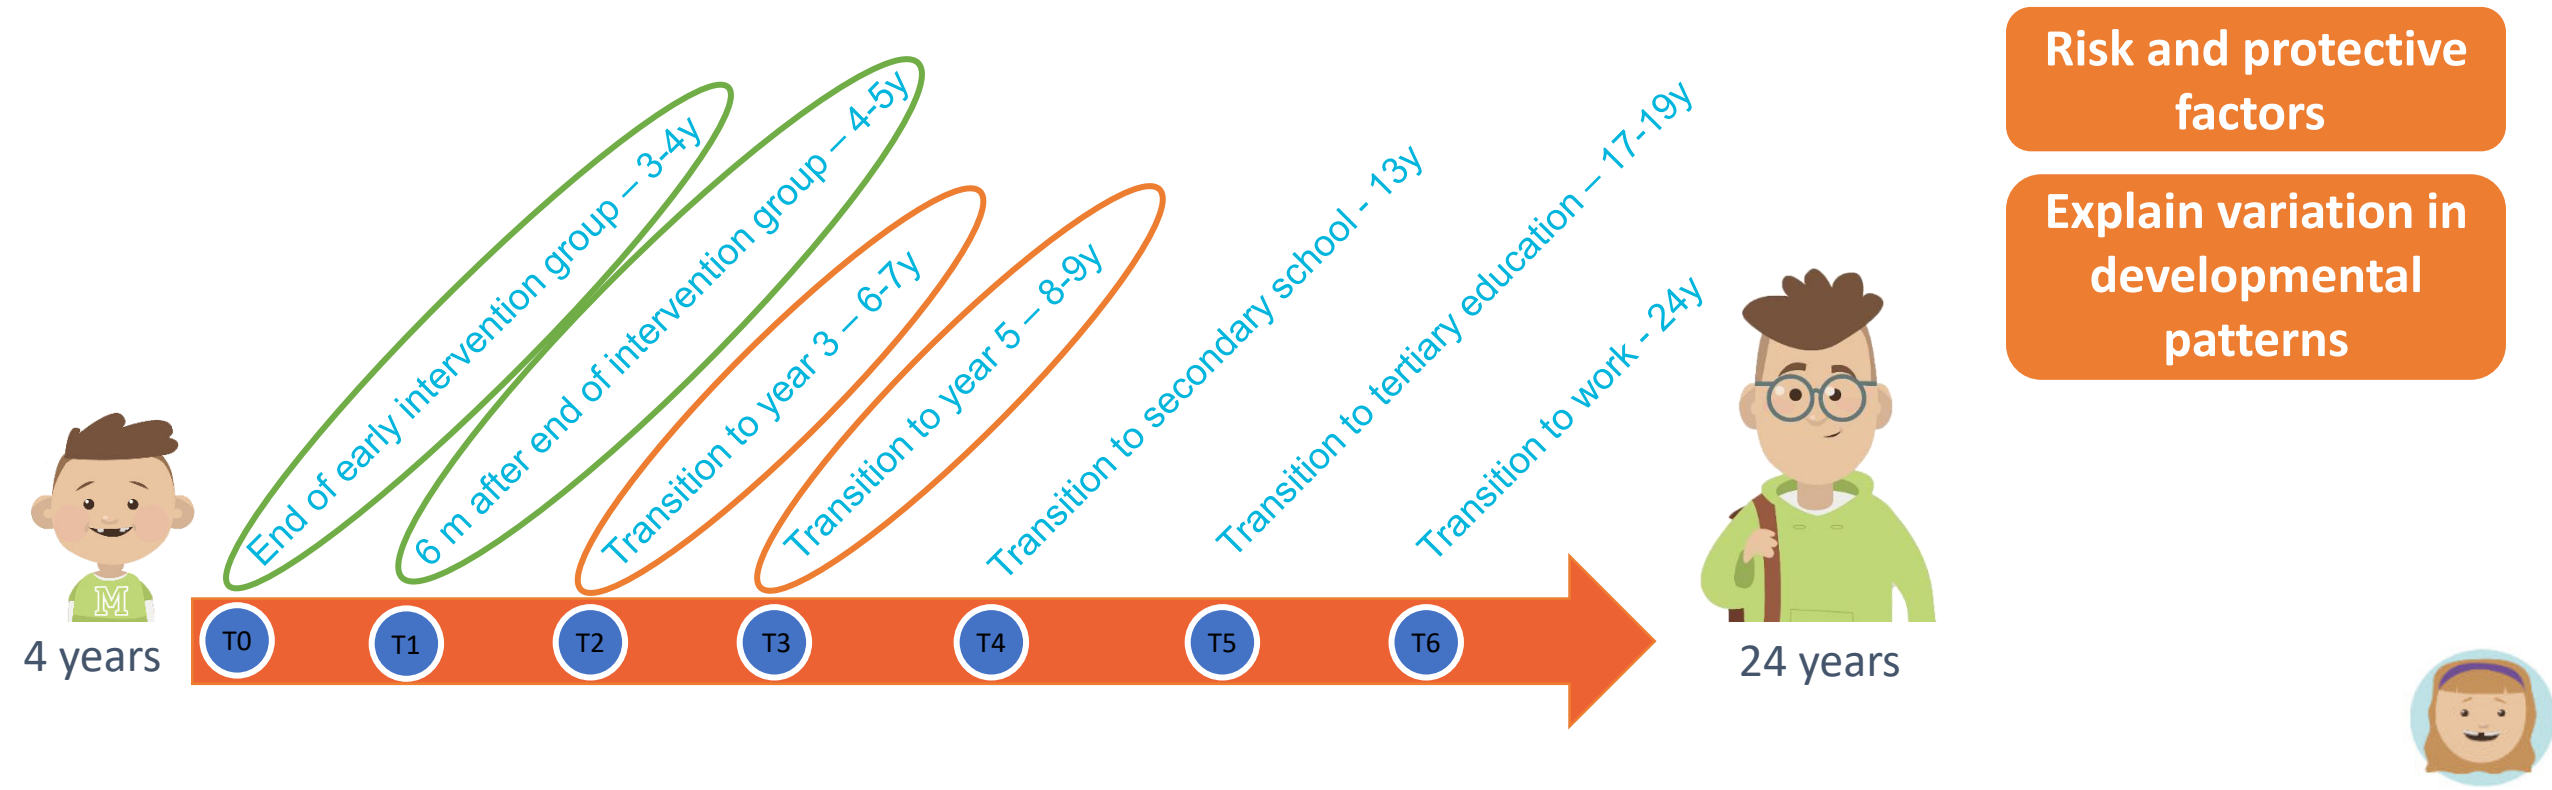 Risk and protective
factors
Explain variation in
developmental
patterns
End of early intervention group – 3-4y
6 m after end of intervention group – 4-5y
Transition to year 3 – 6-7y
Transition to year 5 – 8-9y
Transition to secondary school - 13y
Transition to tertiary education – 17-19y
Transition to work - 24y
M
T0
T1
T2
T3
T4
T5
T6
4 years
24 years